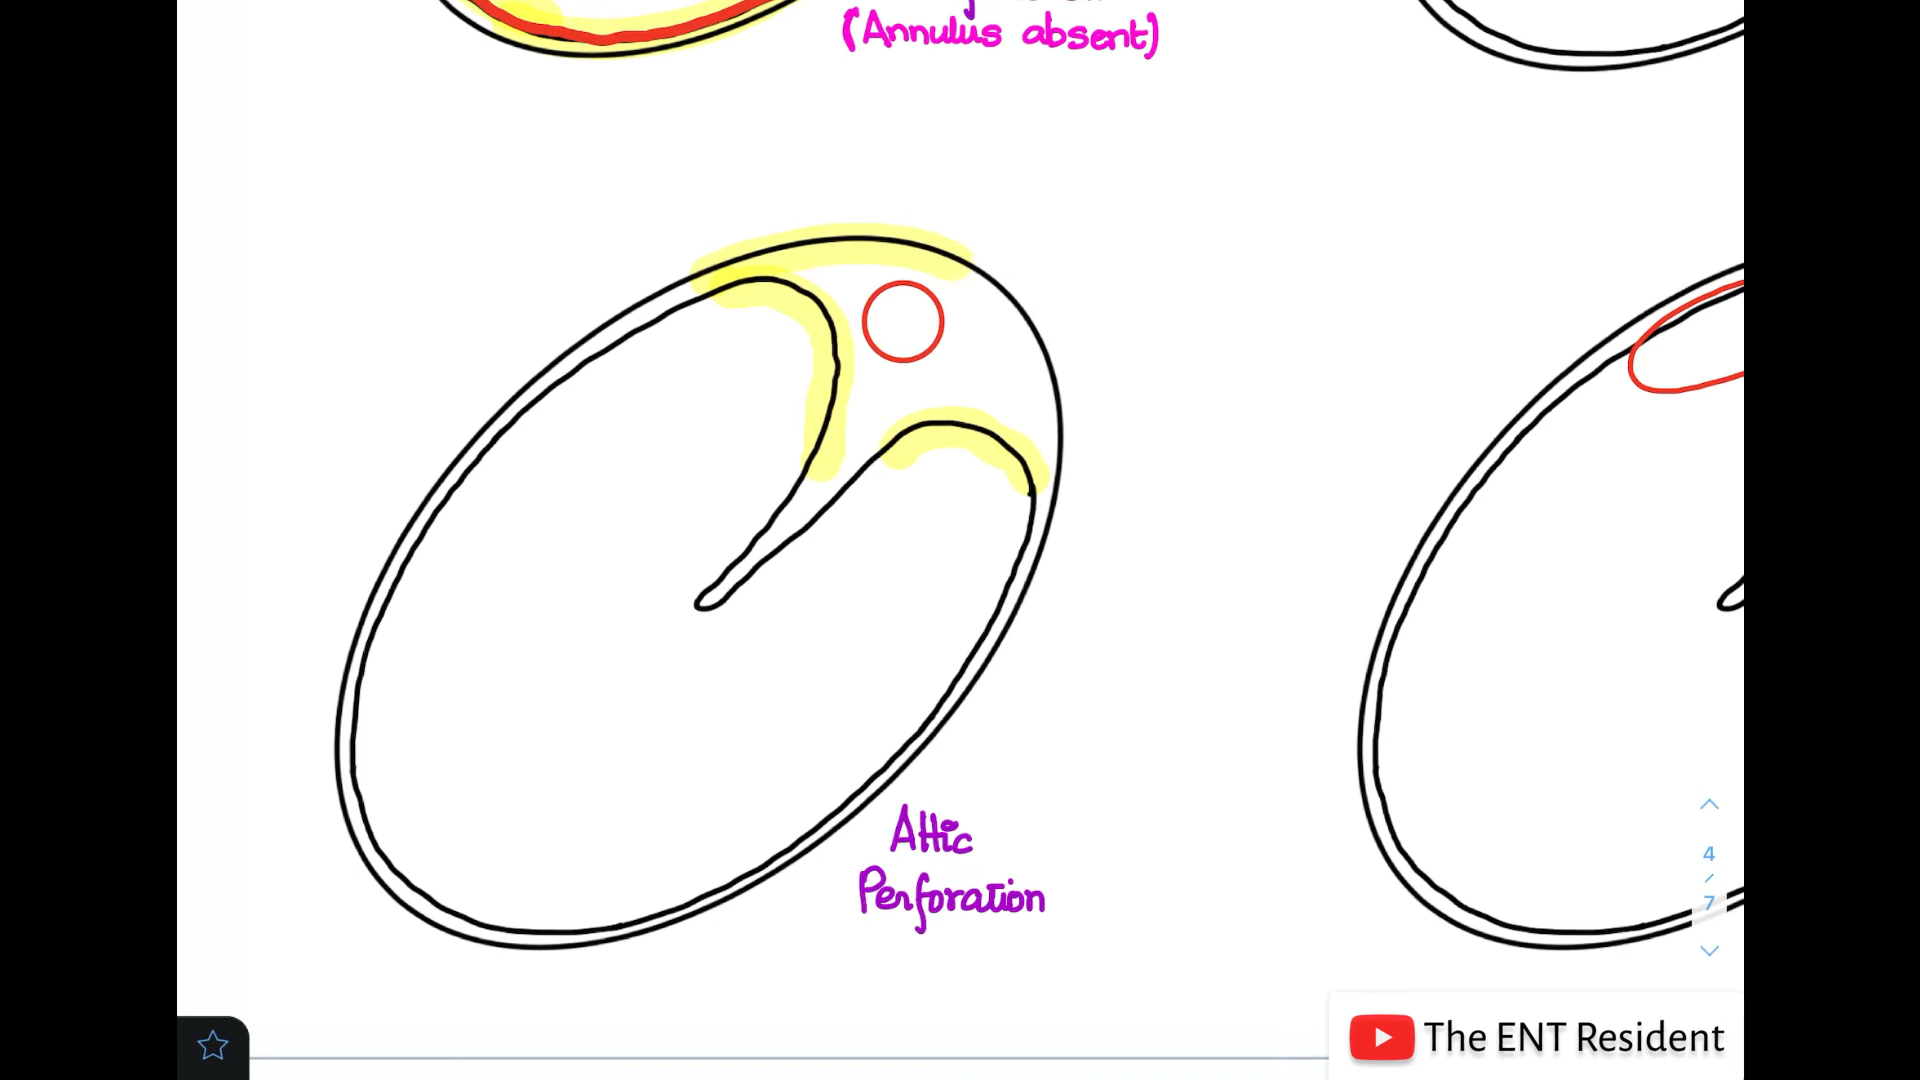 (Annulus absent)
Attic
Perforation
4
/
7
The ENT Resident